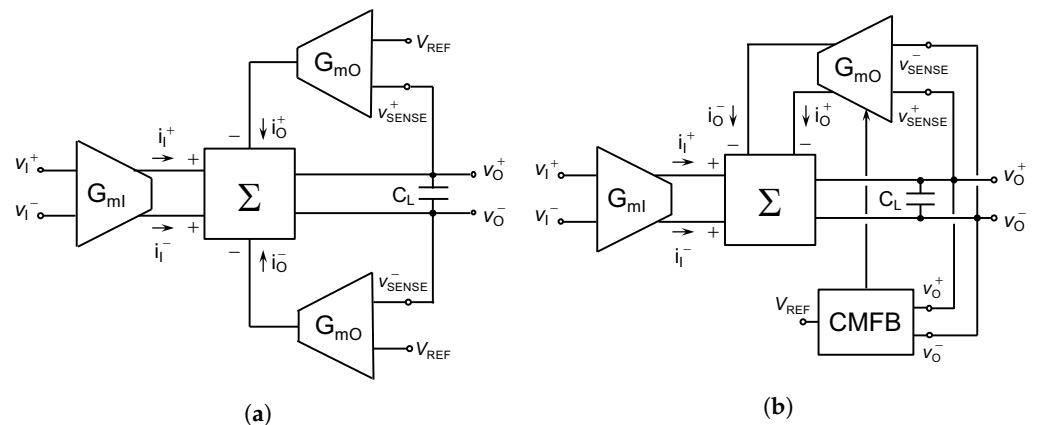 G_mO
V_REF
v_SENSE^+
i_O^+
i_I^+
v_I^+
G_mI
v_I^-
i_I^-
+
+
−
−
Σ
C_L
v_O^+
v_O^-
i_O^-
v_SENSE^-
G_mO
V_REF
(a)
G_mO
v_SENSE^-
v_SENSE^+
i_O^-
i_O^+
−
−
i_I^+
v_I^+
G_mI
v_I^-
i_I^-
+
+
Σ
C_L
v_O^+
v_O^-
V_REF
CMFB
v_O^+
v_O^-
(b)